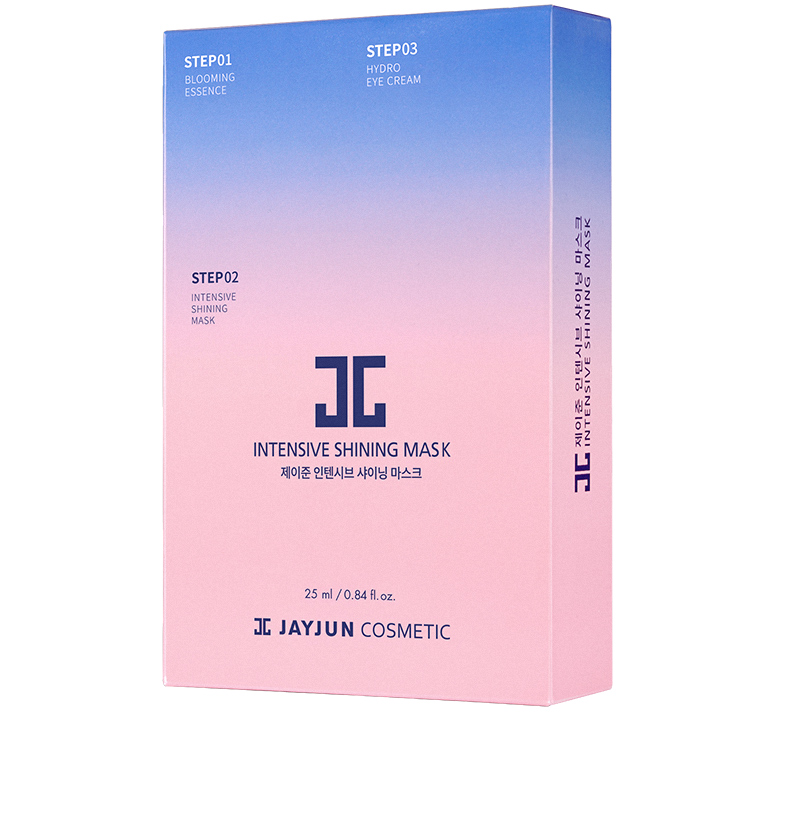 STEP01
BLOOMING
ESSENCE
STEP03
HYDRO
EYE CREAM
STEP02
INTENSIVE
SHINING
MASK
INTENSIVE SHINING MASK
제이준 인텐시브 샤이닝 마스크
25 ml / 0.84 fl.oz.
JAYJUN COSMETIC
제이준 인텐시브 샤이닝 마스크
INTENSIVE SHINING MASK